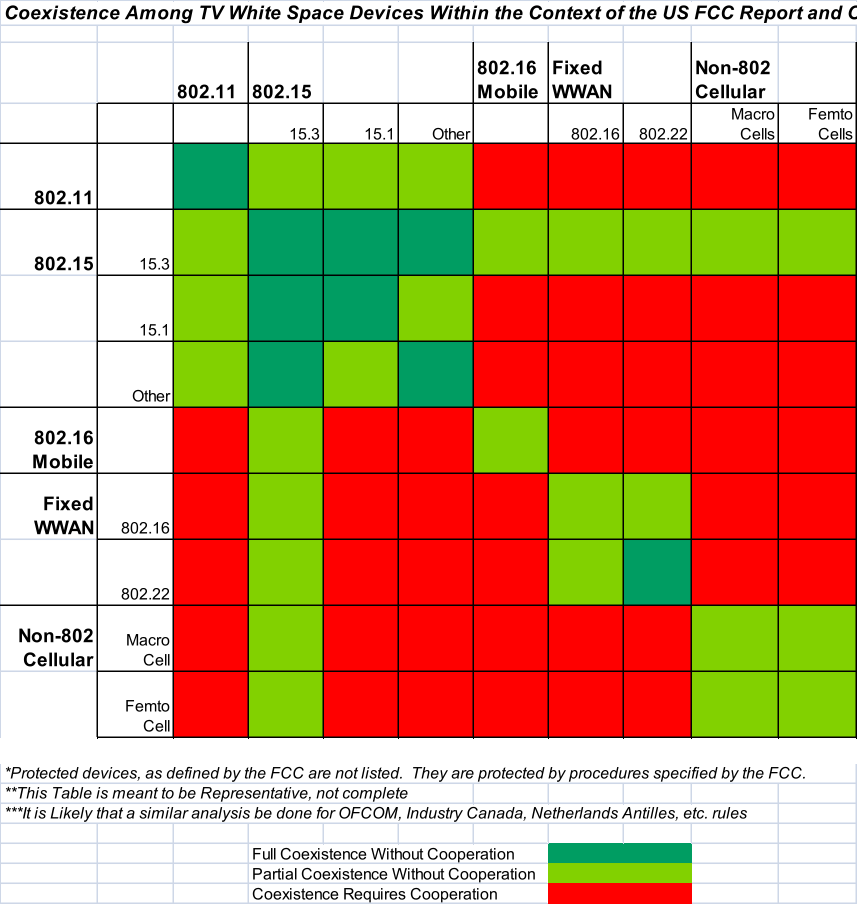 Coexistence Among TV White Space Devices Within the Context of the US FCC Report and
802.11 802.15 802.16 Mobile Fixed WWAN Non-802 Cellular
15.3 15.1 Other 802.16 802.22 Macro Cells Femto Cells
802.11
802.15 15.3
15.1
Other
802.16 Mobile
Fixed WWAN 802.16
802.22
Non-802 Cellular Macro Cell
Femto Cell
*Protected devices, as defined by the FCC are not listed. They are protected by procedures specified by the FCC.
**This Table is meant to be Representative, not complete
***It is Likely that a similar analysis be done for OFCOM, Industry Canada, Netherlands Antilles, etc. rules
Full Coexistence Without Cooperation
Partial Coexistence Without Cooperation
Coexistence Requires Cooperation